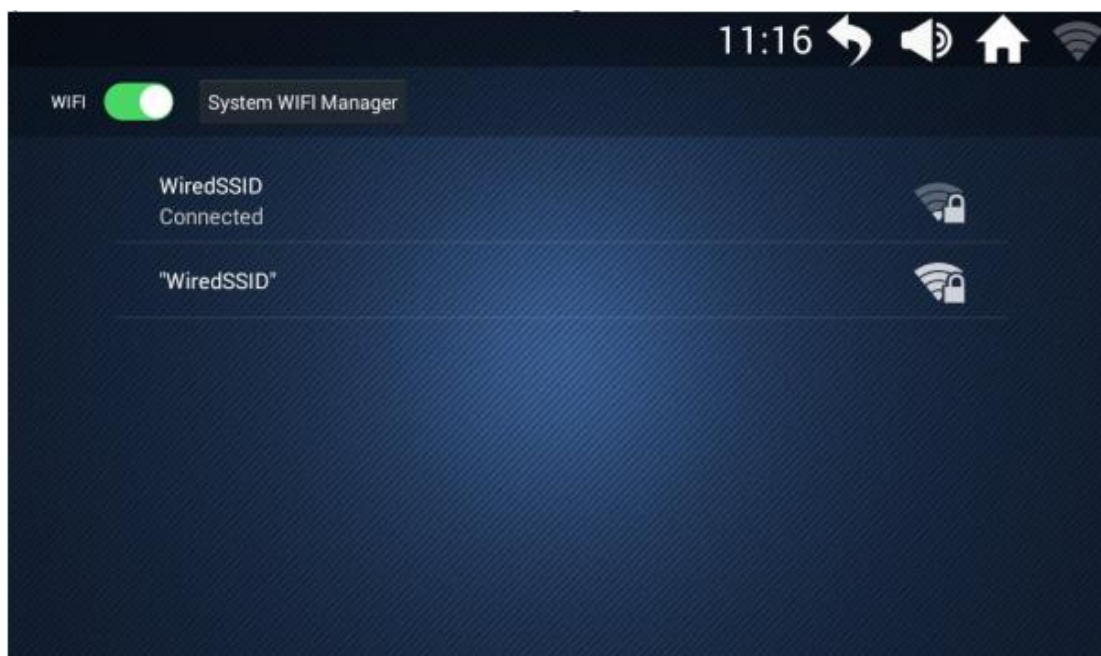 11:16
WIFI System WIFI Manager
WiredSSID
Connected
"WiredSSID"